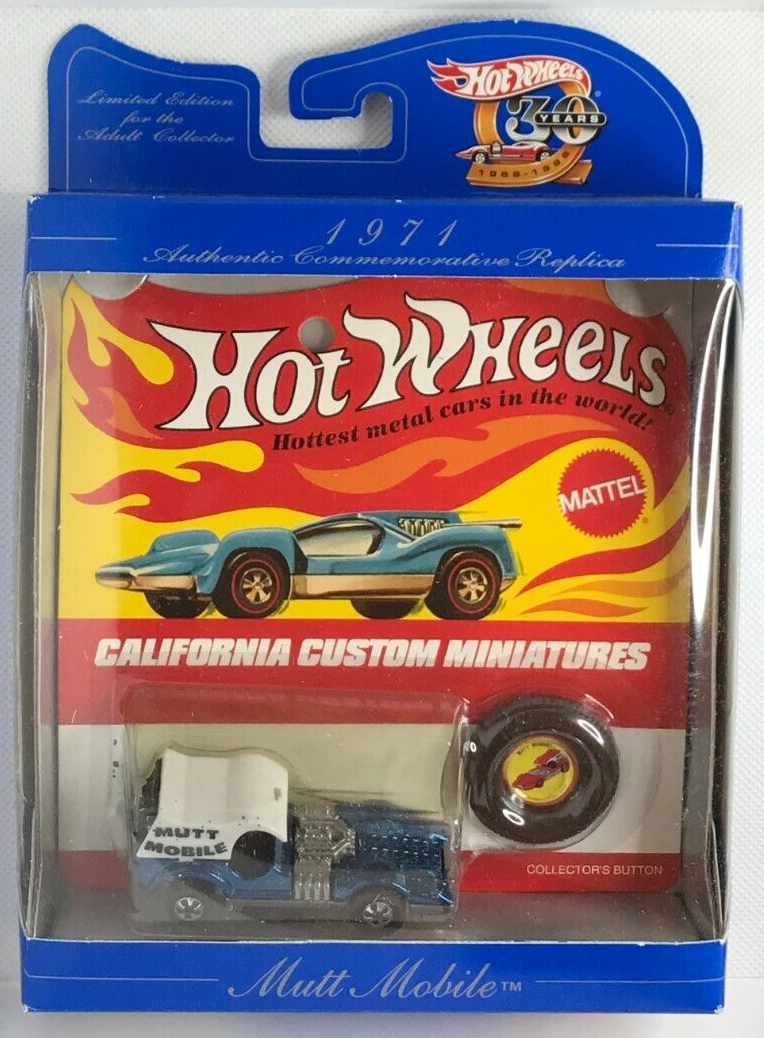 Limited Edition
for the
Adult Collector
Hot Wheels®
30
YEARS
1968-1998
1971
Authentic Commemorative Replica
Hot Wheels®
Hottest metal cars in the world!
MATTEL®
CALIFORNIA CUSTOM MINIATURES
MUTT
MOBILE
COLLECTOR'S BUTTON
Mutt Mobile™